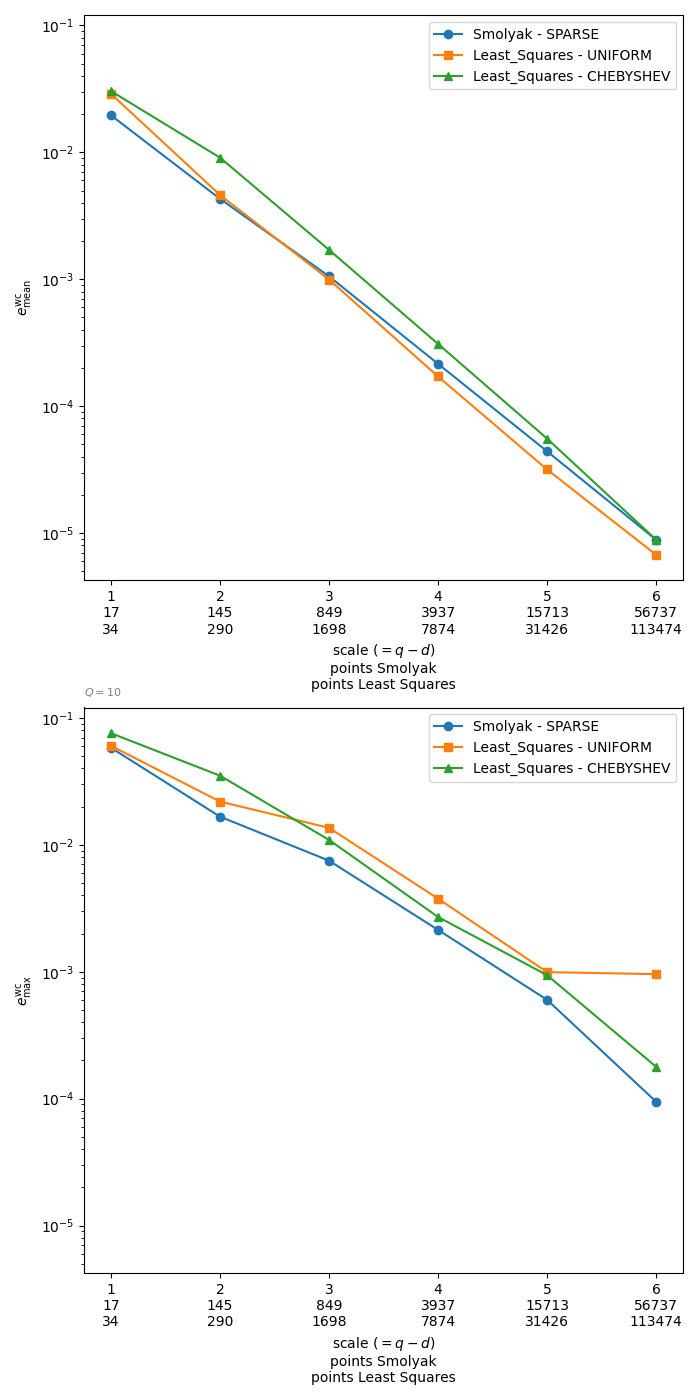 10⁻¹
10⁻²
10⁻³
10⁻⁴
10⁻⁵
e^wc_mean
Smolyak - SPARSE
Least_Squares - UNIFORM
Least_Squares - CHEBYSHEV
1 2 3 4 5 6
17 145 849 3937 15713 56737
34 290 1698 7874 31426 113474
scale (= q − d)
points Smolyak
points Least Squares
Q = 10
10⁻¹
10⁻²
10⁻³
10⁻⁴
10⁻⁵
e^wc_max
Smolyak - SPARSE
Least_Squares - UNIFORM
Least_Squares - CHEBYSHEV
1 2 3 4 5 6
17 145 849 3937 15713 56737
34 290 1698 7874 31426 113474
scale (= q − d)
points Smolyak
points Least Squares